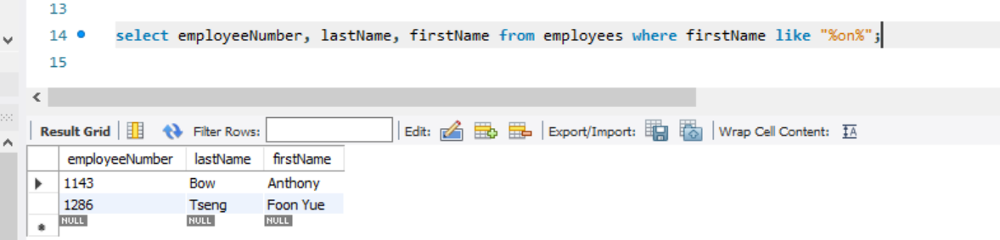 13
14 select employeeNumber, lastName, firstName from employees where firstName like "%on%";
15
Result Grid Filter Rows: Edit: Export/Import: Wrap Cell Content: IA
employeeNumber lastName firstName
1143 Bow Anthony
1286 Tseng Foon Yue
NULL NULL NULL